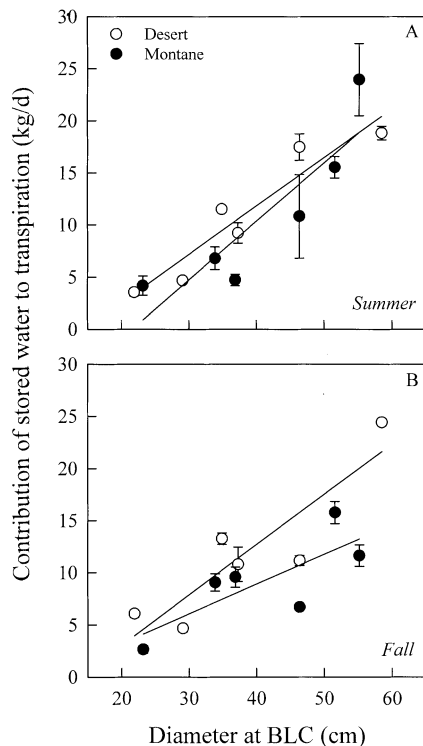 Desert
Montane
A
30
25
20
15
10
5
0
Summer
B
30
25
20
15
10
5
0
Fall
20 30 40 50 60
Diameter at BLC (cm)
Contribution of stored water to transpiration (kg/d)